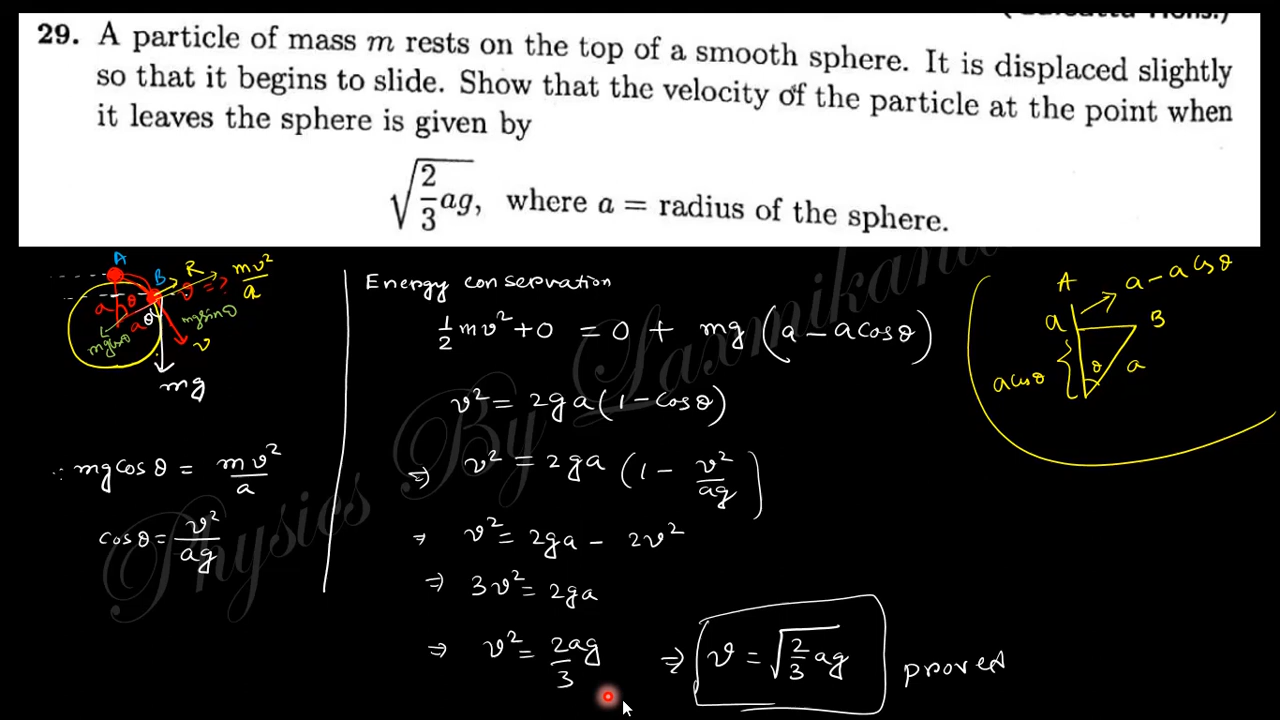 29. A particle of mass m rests on the top of a smooth sphere. It is displaced slightly
so that it begins to slide. Show that the velocity of the particle at the point when
it leaves the sphere is given by
√(2/3 ag), where a = radius of the sphere.
A
B
R
mv²/a
a
θ
a
θ
mg sinθ
mg cosθ
v
mg
∴ mg cosθ = mv²/a
cosθ = v²/ag
Energy conservation
½mv² + 0 = 0 + mg (a - a cosθ)
v² = 2ga (1 - cosθ)
⇒ v² = 2ga (1 - v²/ag)
⇒ v² = 2ga - 2v²
⇒ 3v² = 2ga
⇒ v² = 2ag/3 ⇒ v = √(2/3 ag) proved
A
a - a cosθ
a
B
a cosθ
θ
a
Physics By Laxmikant